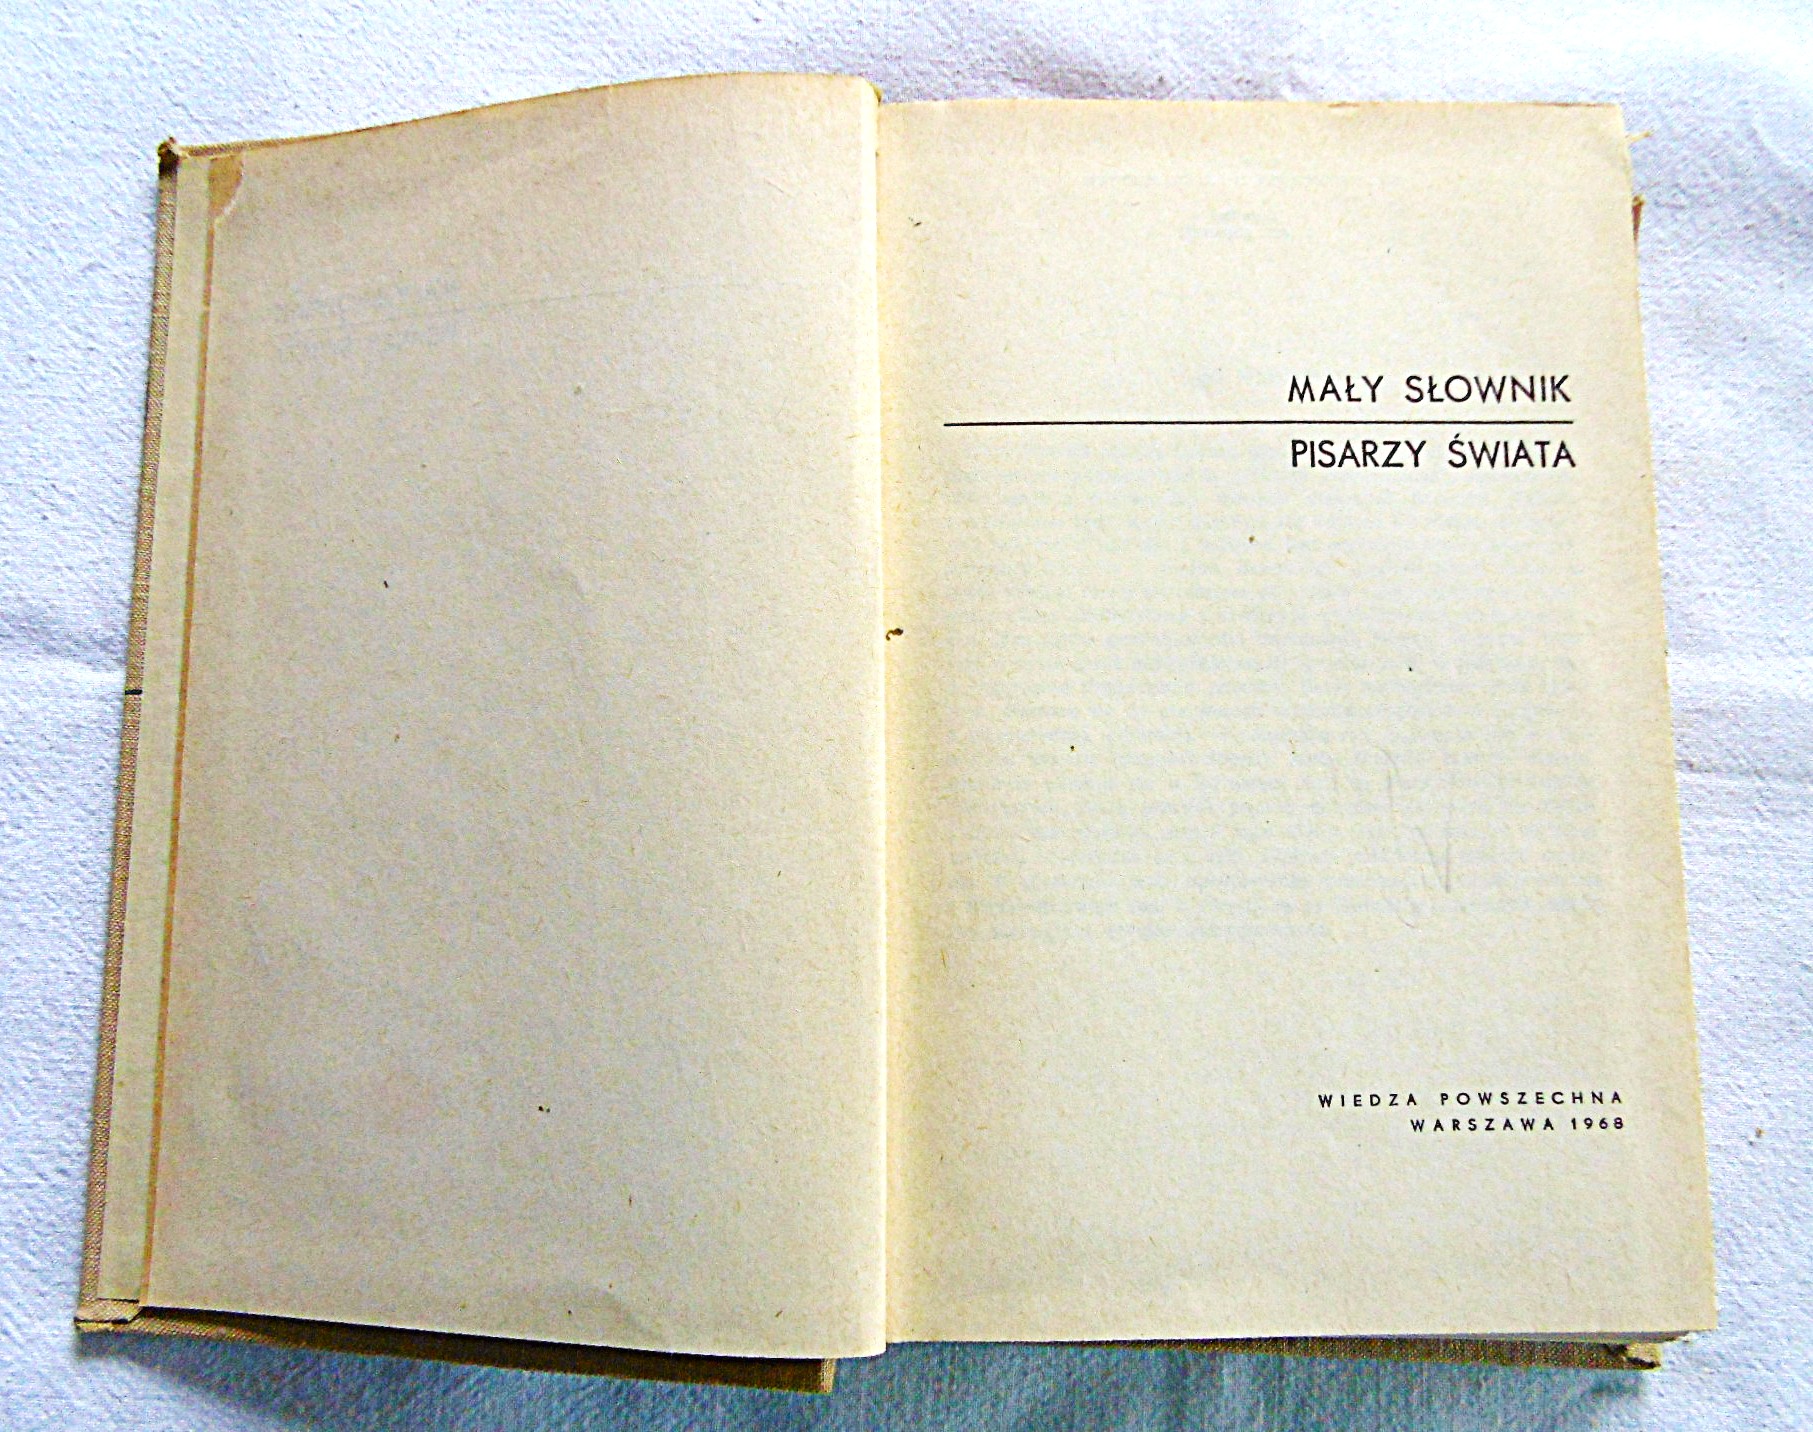 MAŁY SŁOWNIK
PISARZY ŚWIATA
WIEDZA POWSZECHNA
WARSZAWA 1968